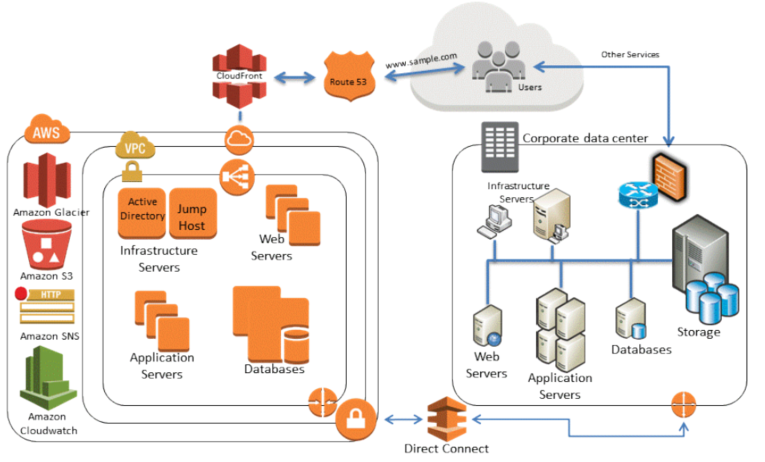 CloudFront
Route 53
www.sample.com
Users
Other Services
AWS
VPC
Corporate data center
Amazon Glacier
Active
Directory
Jump
Host
Infrastructure
Servers
Web
Servers
Infrastructure
Servers
Amazon S3
HTTP
Amazon SNS
Application
Servers
Databases
Storage
Web
Servers
Application
Servers
Databases
Amazon
Cloudwatch
Direct Connect